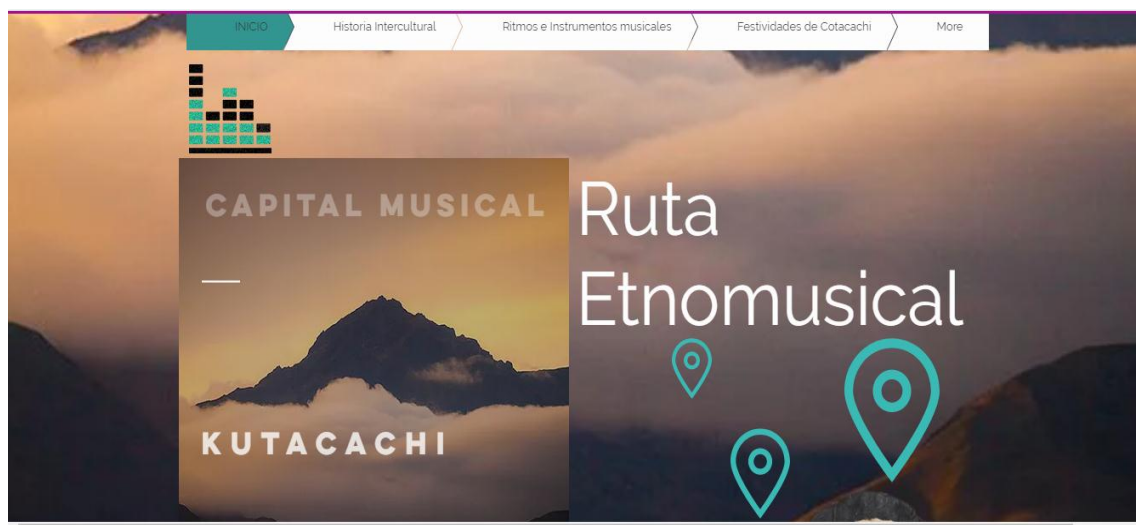 INICIO
Historia Intercultural
Ritmos e Instrumentos musicales
Festividades de Cotacachi
More
CAPITAL MUSICAL
KUTACACHI
Ruta
Etnomusical